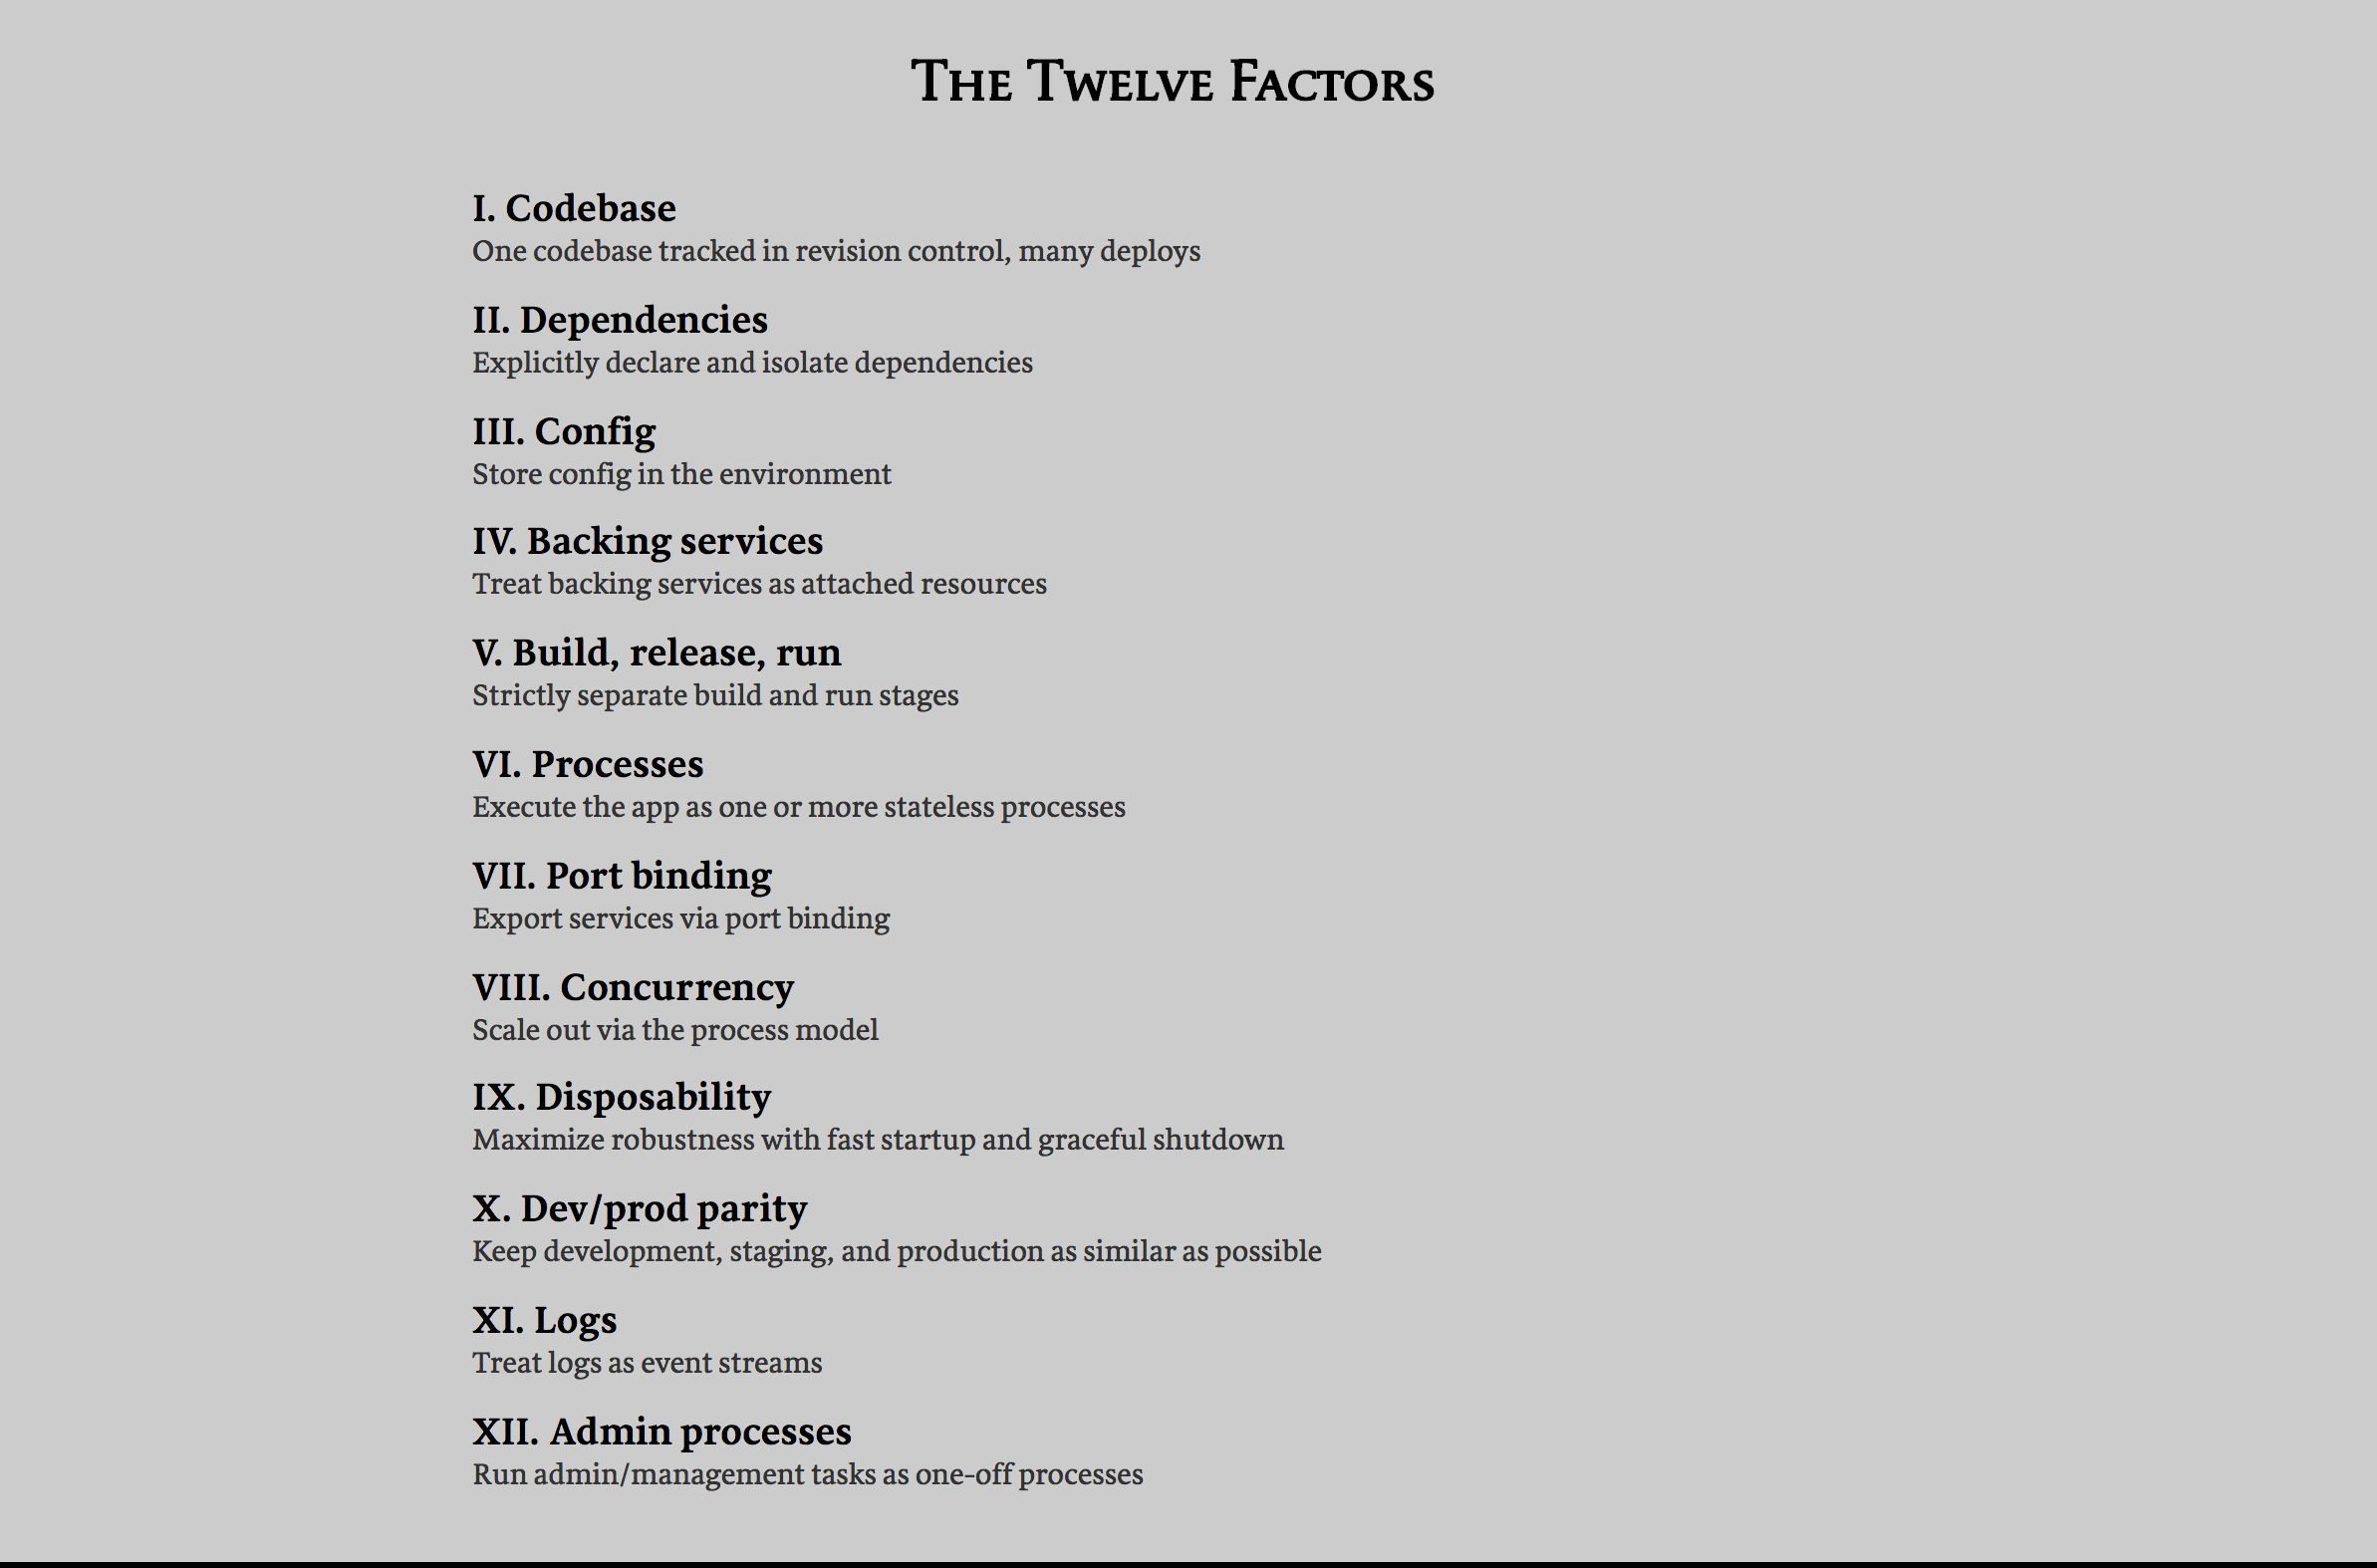 The Twelve Factors
I. Codebase
One codebase tracked in revision control, many deploys
II. Dependencies
Explicitly declare and isolate dependencies
III. Config
Store config in the environment
IV. Backing services
Treat backing services as attached resources
V. Build, release, run
Strictly separate build and run stages
VI. Processes
Execute the app as one or more stateless processes
VII. Port binding
Export services via port binding
VIII. Concurrency
Scale out via the process model
IX. Disposability
Maximize robustness with fast startup and graceful shutdown
X. Dev/prod parity
Keep development, staging, and production as similar as possible
XI. Logs
Treat logs as event streams
XII. Admin processes
Run admin/management tasks as one-off processes